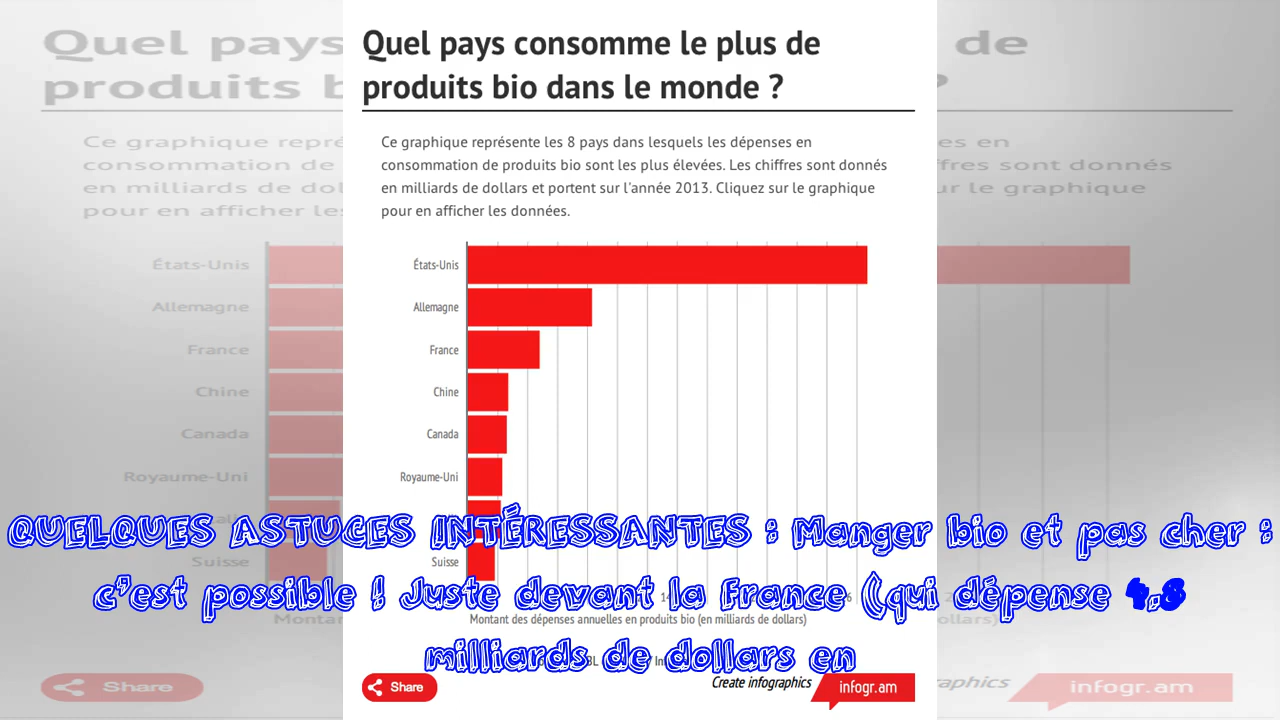 Quel pays consomme le plus de
produits bio dans le monde ?
Ce graphique représente les 8 pays dans lesquels les dépenses en
consommation de produits bio sont les plus élevées. Les chiffres sont donnés
en milliards de dollars et portent sur l'année 2013. Cliquez sur le graphique
pour en afficher les données.
États-Unis
Allemagne
France
Chine
Canada
Royaume-Uni
Suisse
QUELQUES ASTUCES INTÉRESSANTES : Manger bio et pas cher :
c'est possible ! Juste devant la France (qui dépense 4,8
milliards de dollars en
Montant des dépenses annuelles en produits bio (en milliards de dollars)
Share
Create infographics
infogr.am